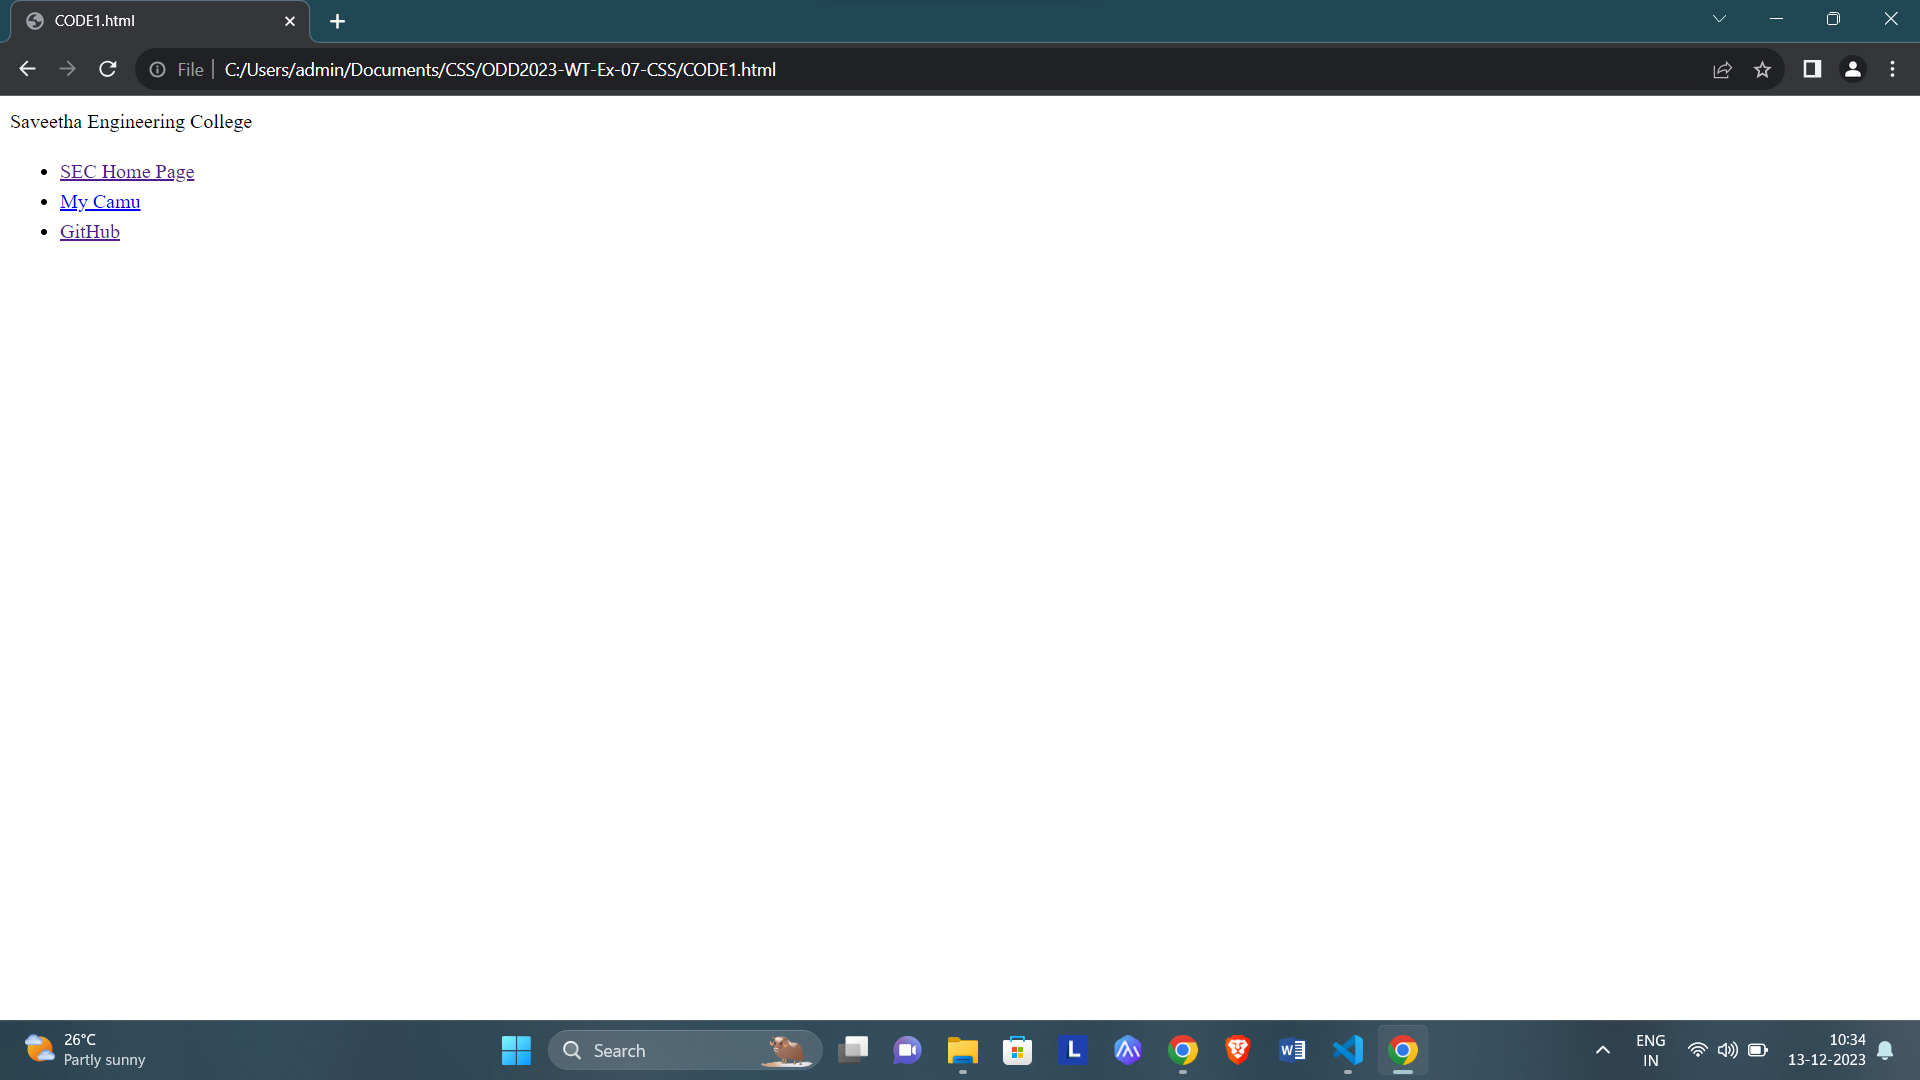 CODE1.html
File
C:/Users/admin/Documents/CSS/ODD2023-WT-Ex-07-CSS/CODE1.html
Saveetha Engineering College
SEC Home Page
My Camu
GitHub
26°C
Partly sunny
Search
L
W
ENG
IN
10:34
13-12-2023